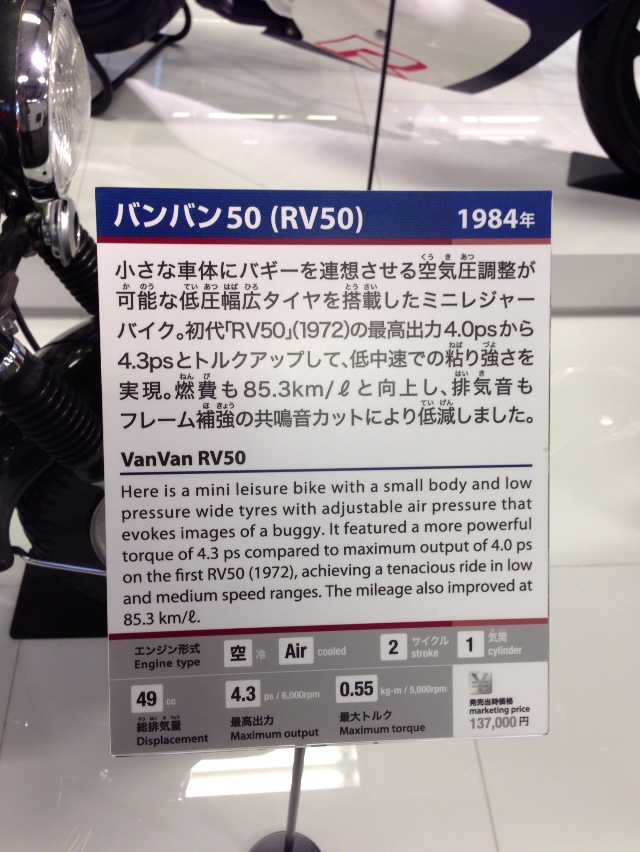 R
バンバン50 (RV50) 1984年
小さな車体にバギーを連想させる空気圧調整が
可能な低圧幅広タイヤを搭載したミニレジャー
バイク。初代「RV50」(1972)の最高出力4.0psから
4.3psとトルクアップして、低中速での粘り強さを
実現。燃費も85.3km/ℓと向上し、排気音も
フレーム補強の共鳴音カットにより低減しました。
VanVan RV50
Here is a mini leisure bike with a small body and low
pressure wide tyres with adjustable air pressure that
evokes images of a buggy. It featured a more powerful
torque of 4.3 ps compared to maximum output of 4.0 ps
on the first RV50 (1972), achieving a tenacious ride in low
and medium speed ranges. The mileage also improved at
85.3 km/ℓ.
エンジン形式 空冷 Air cooled 2 サイクル 1 気筒
Engine type stroke cylinder
49 cc 4.3 ps / 6,000rpm 0.55 kg-m / 5,000rpm ¥
総排気量 最高出力 最大トルク 発売当時価格
Displacement Maximum output Maximum torque marketing price
137,000円